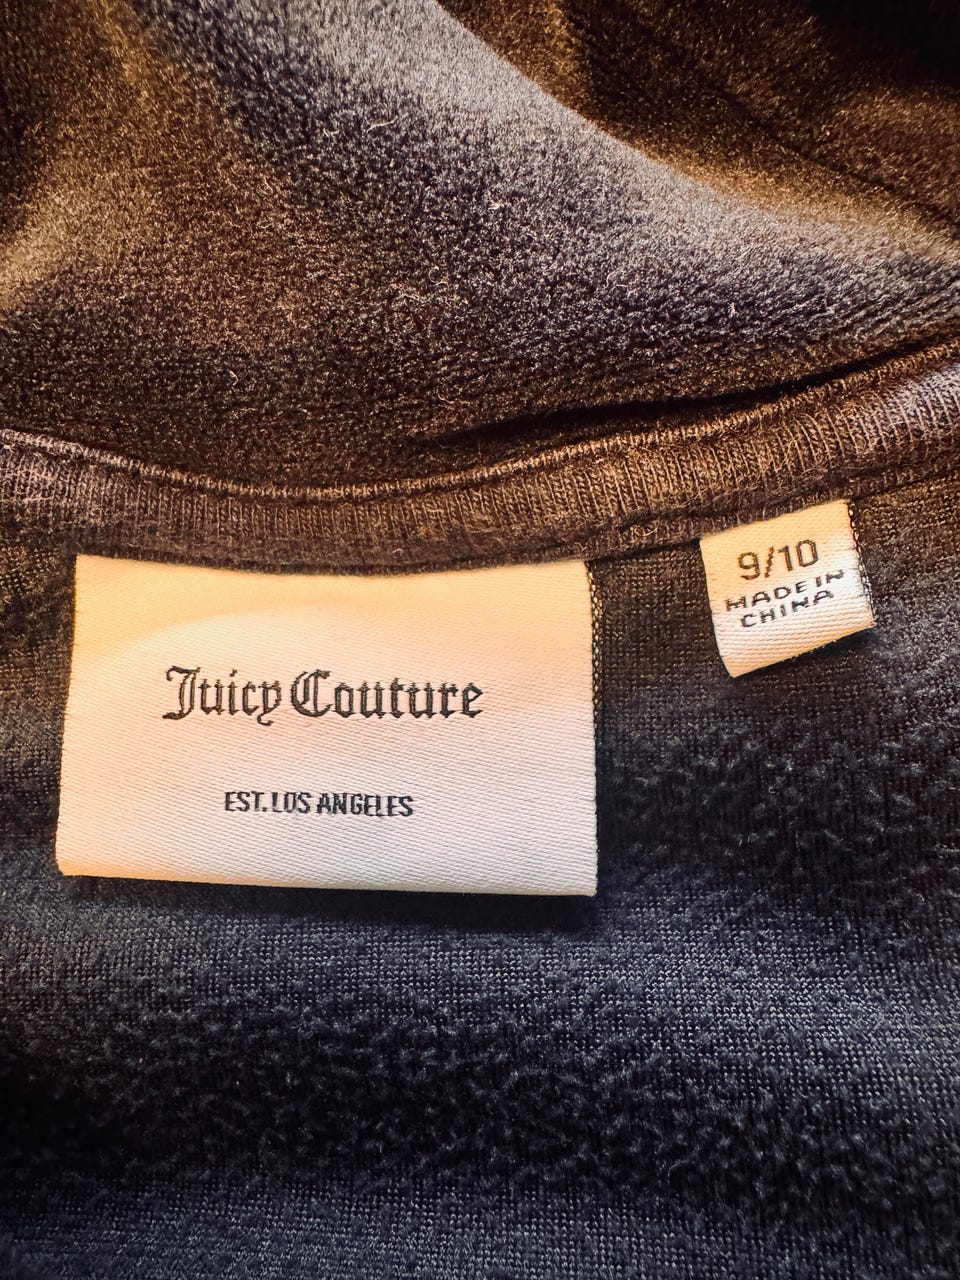 Juicy Couture
EST. LOS ANGELES
9/10
MADE IN
CHINA